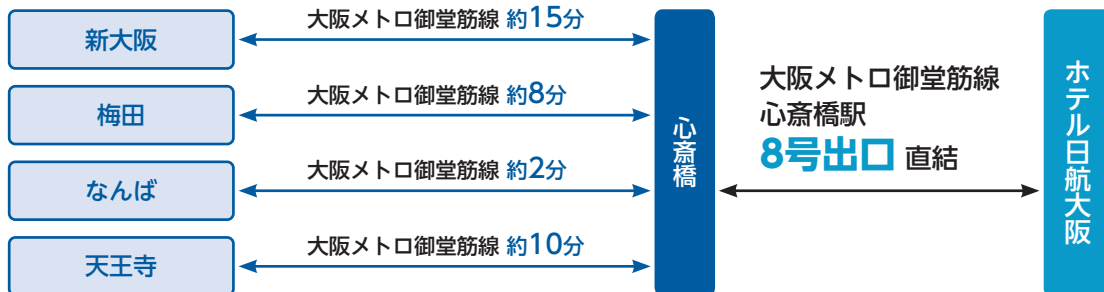 新大阪
大阪メトロ御堂筋線 約15分
梅田
大阪メトロ御堂筋線 約8分
なんば
大阪メトロ御堂筋線 約2分
天王寺
大阪メトロ御堂筋線 約10分
心斎橋
大阪メトロ御堂筋線
心斎橋駅
8号出口 直結
ホテル日航大阪